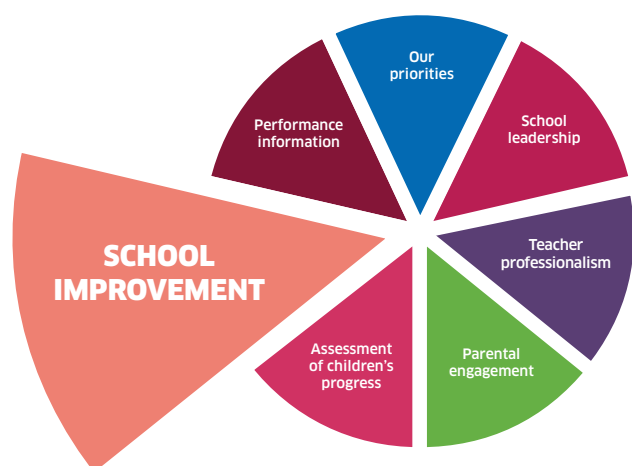 Our
priorities
School
leadership
Teacher
professionalism
Parental
engagement
Assessment
of children's
progress
SCHOOL
IMPROVEMENT
Performance
information